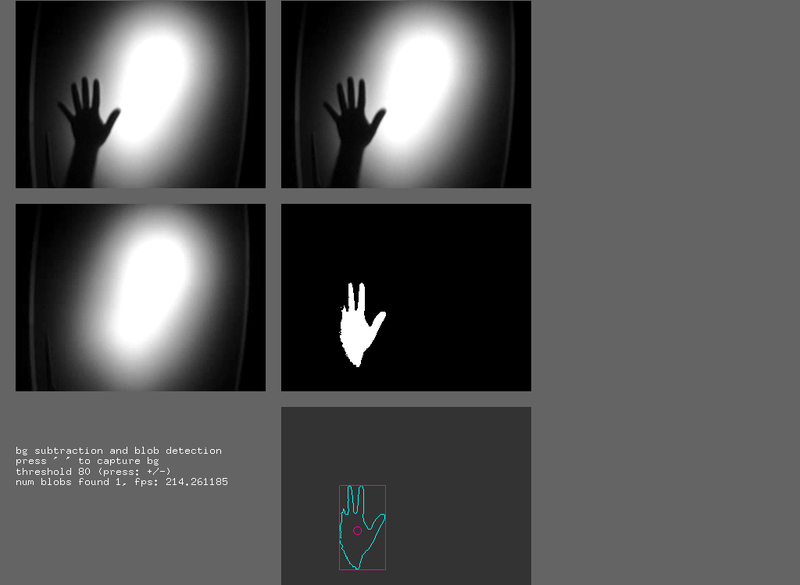 bg subtraction and blob detection
press ' ' to capture bg
threshold 80 (press: +/-)
num blobs found 1, fps: 214.261185